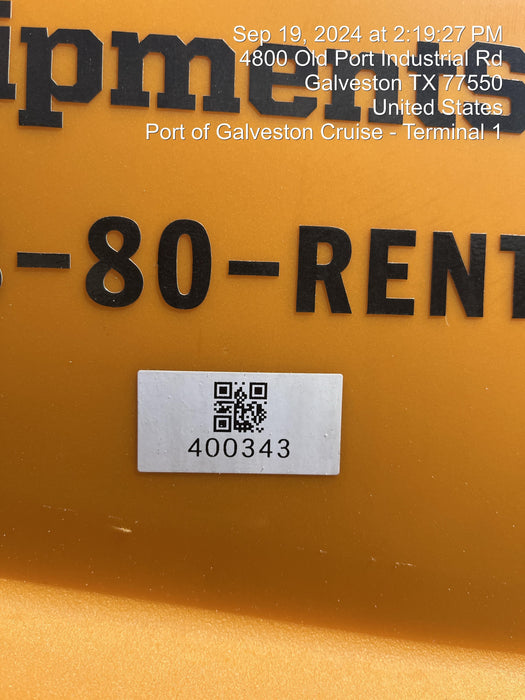 Sep 19, 2024 at 2:19:27 PM
4800 Old Port Industrial Rd
Galveston TX 77550
United States
Port of Galveston Cruise - Terminal 1
ipments
-80-RENT
400343